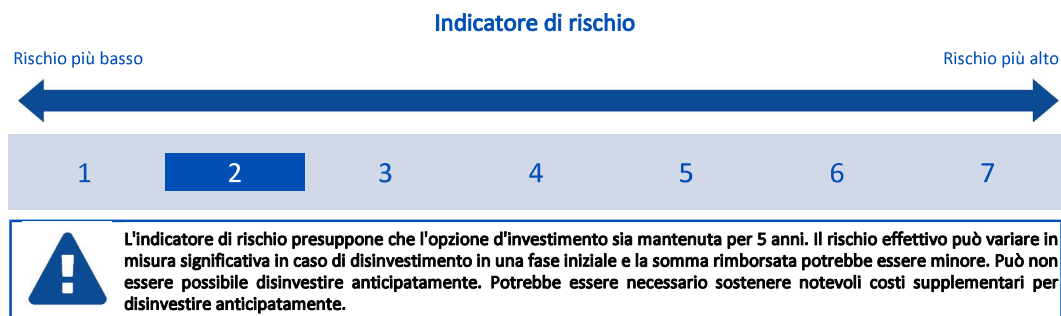 Indicatore di rischio
Rischio più basso Rischio più alto
1 2 3 4 5 6 7
L'indicatore di rischio presuppone che l'opzione d'investimento sia mantenuta per 5 anni. Il rischio effettivo può variare in
misura significativa in caso di disinvestimento in una fase iniziale e la somma rimborsata potrebbe essere minore. Può non
essere possibile disinvestire anticipatamente. Potrebbe essere necessario sostenere notevoli costi supplementari per
disinvestire anticipatamente.